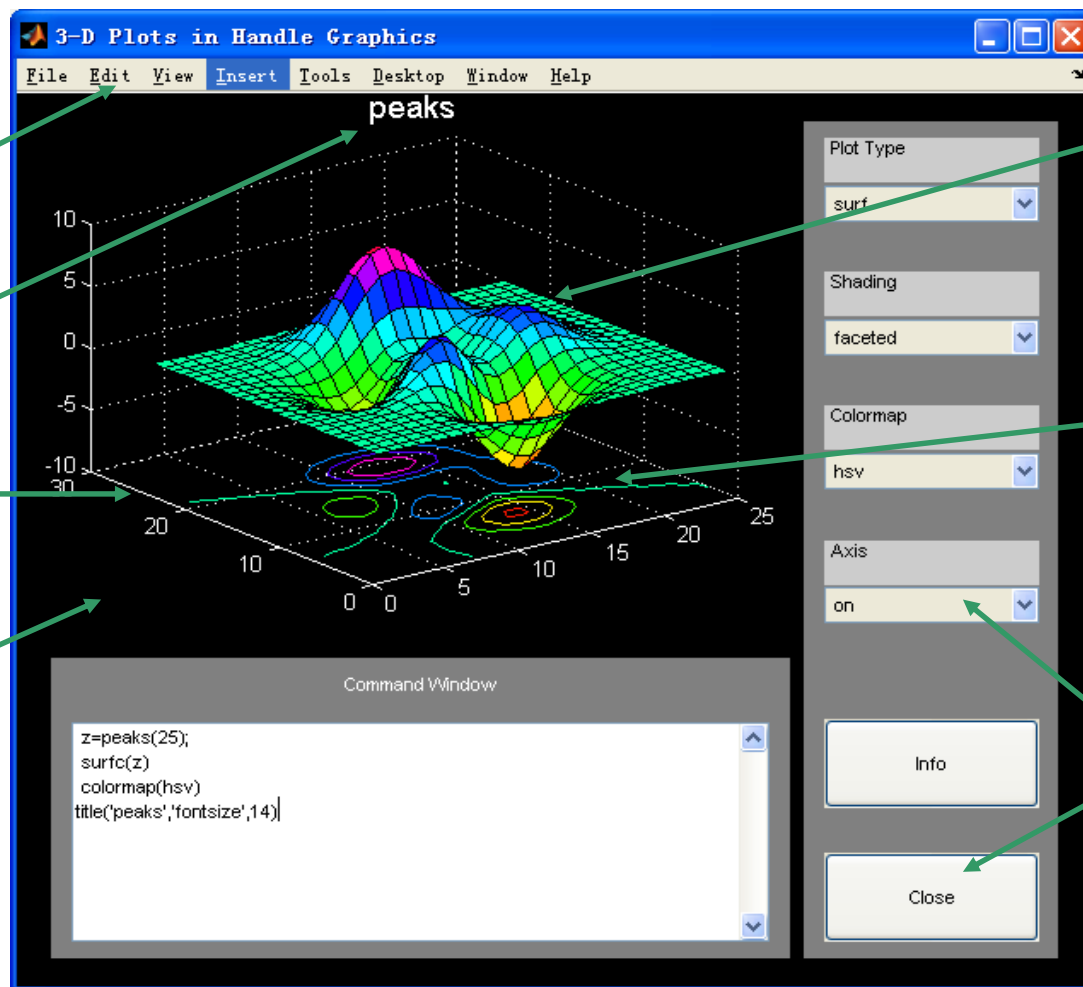 3-D Plots in Handle Graphics
File Edit View Insert Tools Desktop Window Help
peaks
10
5
0
-5
-10
30
20
10
0
0
5
10
15
20
25
Plot Type
surf
Shading
faceted
Colormap
hsv
Axis
on
Info
Close
Command Window
z=peaks(25);
surfc(z)
colormap(hsv)
title('peaks','fontsize',14)